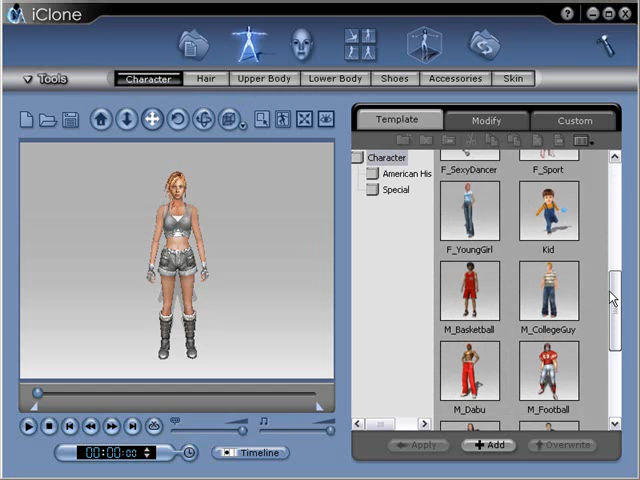 iClone
?
Tools
Character Hair Upper Body Lower Body Shoes Accessories Skin
Template Modify Custom
Character
American His
Special
F_SexyDancer F_Sport
F_YoungGirl Kid
M_Basketball M_CollegeGuy
M_Dabu M_Football
Apply Add Overwrite
00:00:00 Timeline